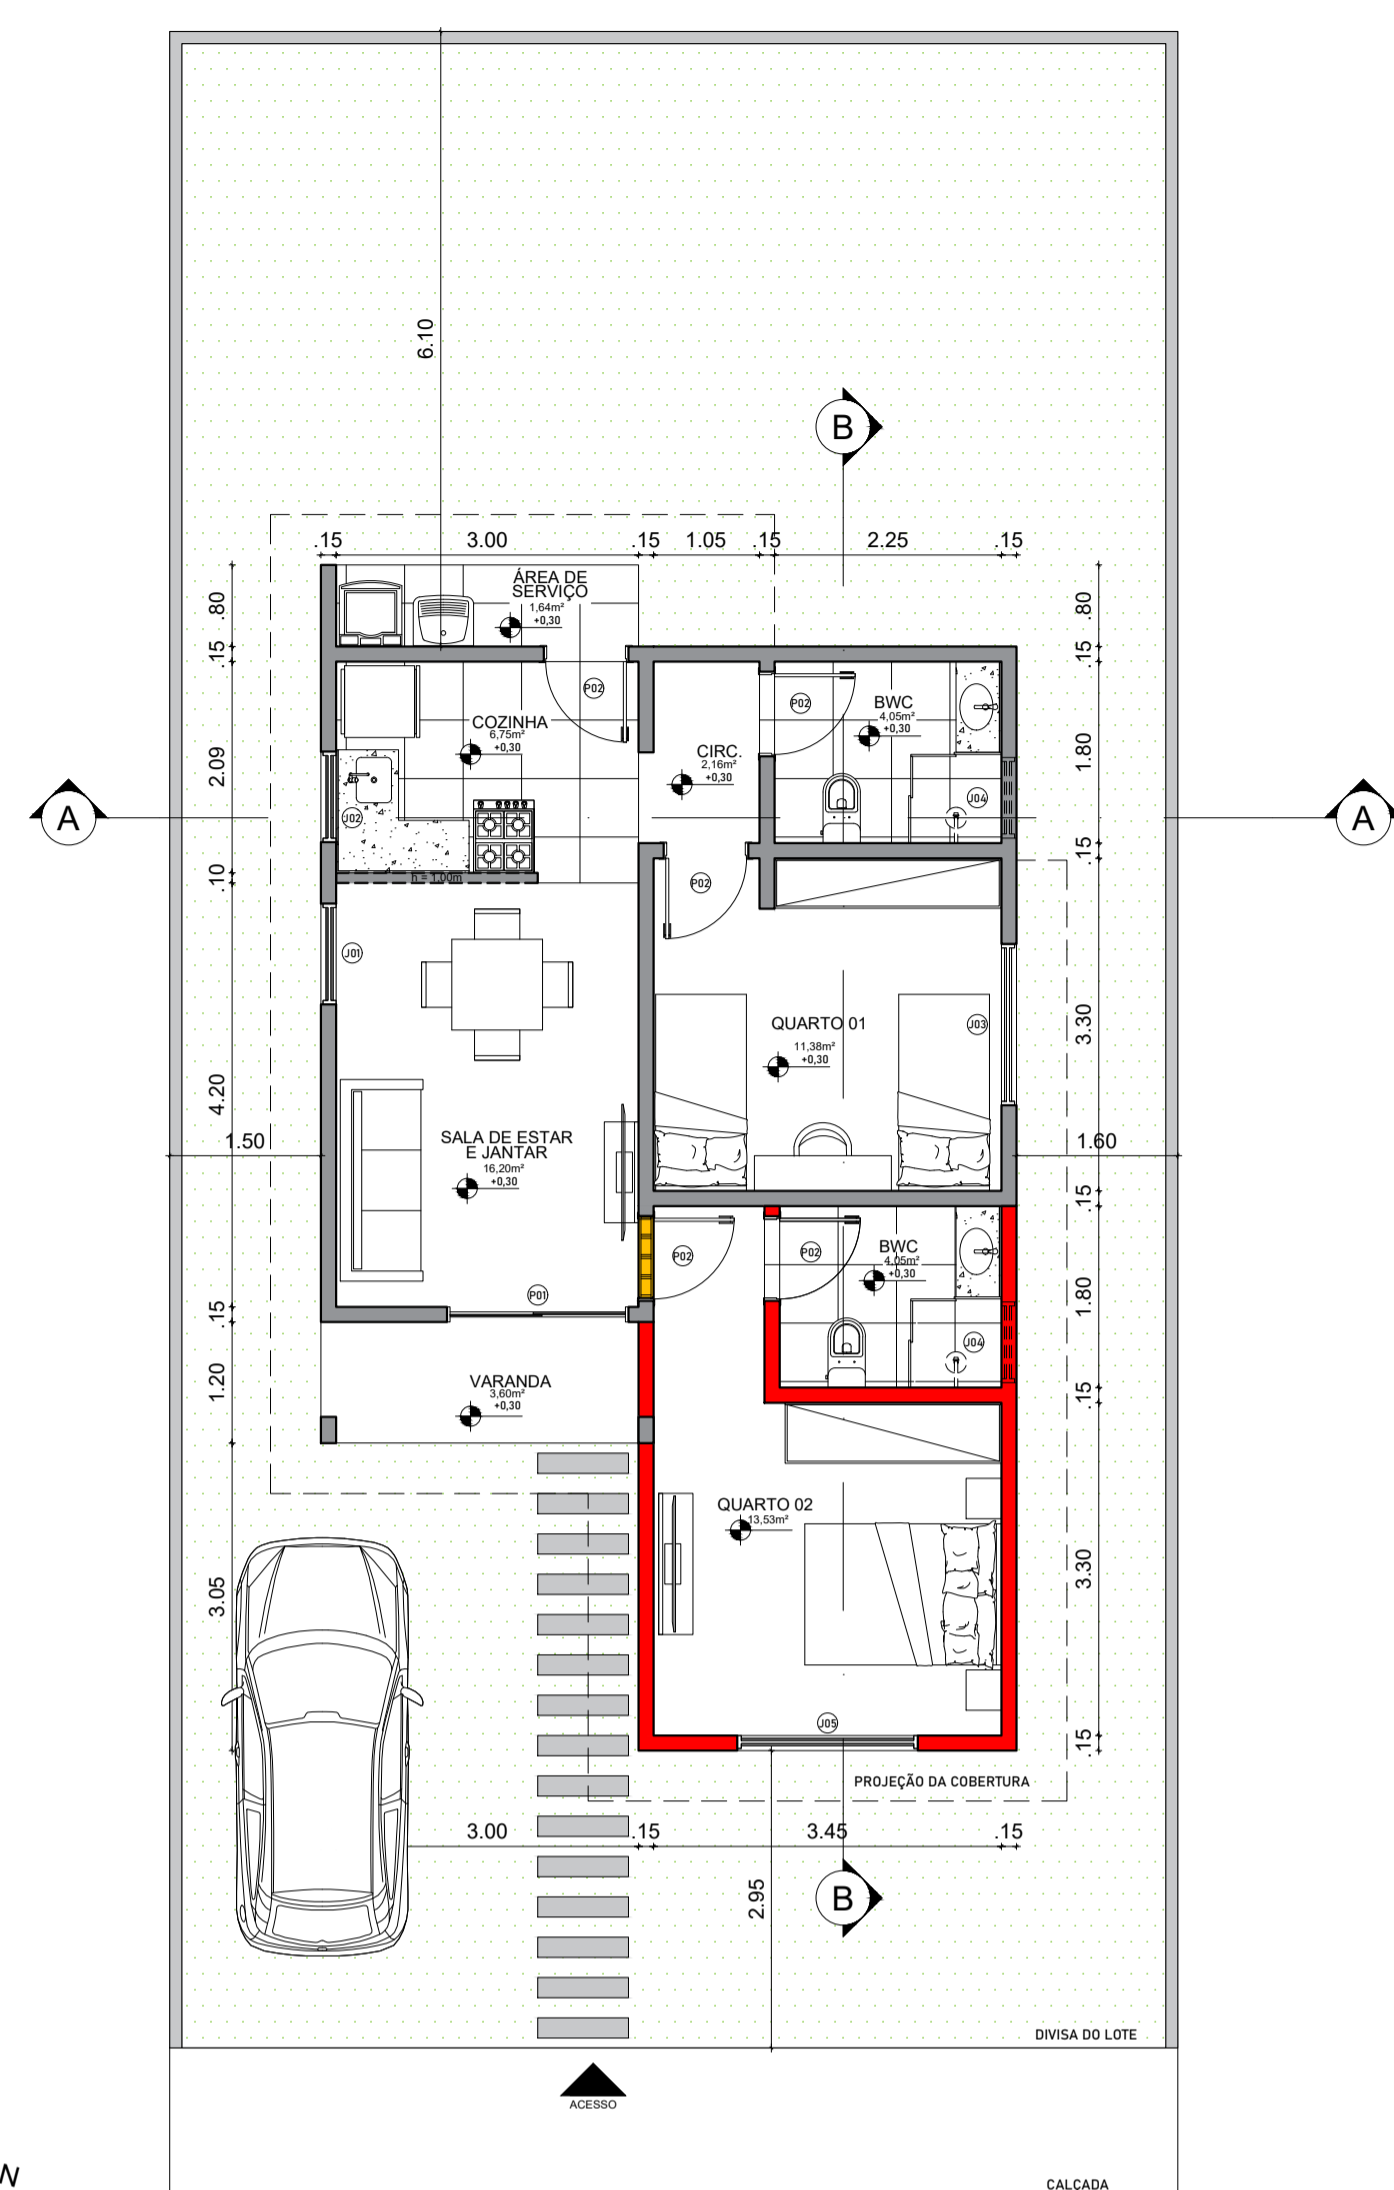 6.10
B
.15
3.00
.15
1.05
.15
2.25
.15
ÁREA DE
SERVIÇO
1,64m²
+0,30
.80
.80
.15
.15
P02
P02
BWC
4,05m²
+0,30
COZINHA
6,75m²
+0,30
CIRC.
2,16m²
+0,30
2.09
1.80
A
J02
J04
A
.15
.10
h = 1,00m
P02
J01
QUARTO 01
11,38m²
+0,30
J03
3.30
4.20
1.50
SALA DE ESTAR
E JANTAR
16,20m²
+0,30
1.60
.15
P02
P02
BWC
4,05m²
+0,30
P01
1.80
.15
J04
1.20
VARANDA
3,60m²
+0,30
.15
QUARTO 02
13,53m²
3.05
3.30
J05
.15
PROJEÇÃO DA COBERTURA
3.00
.15
3.45
.15
2.95
B
DIVISA DO LOTE
ACESSO
N
CALÇADA